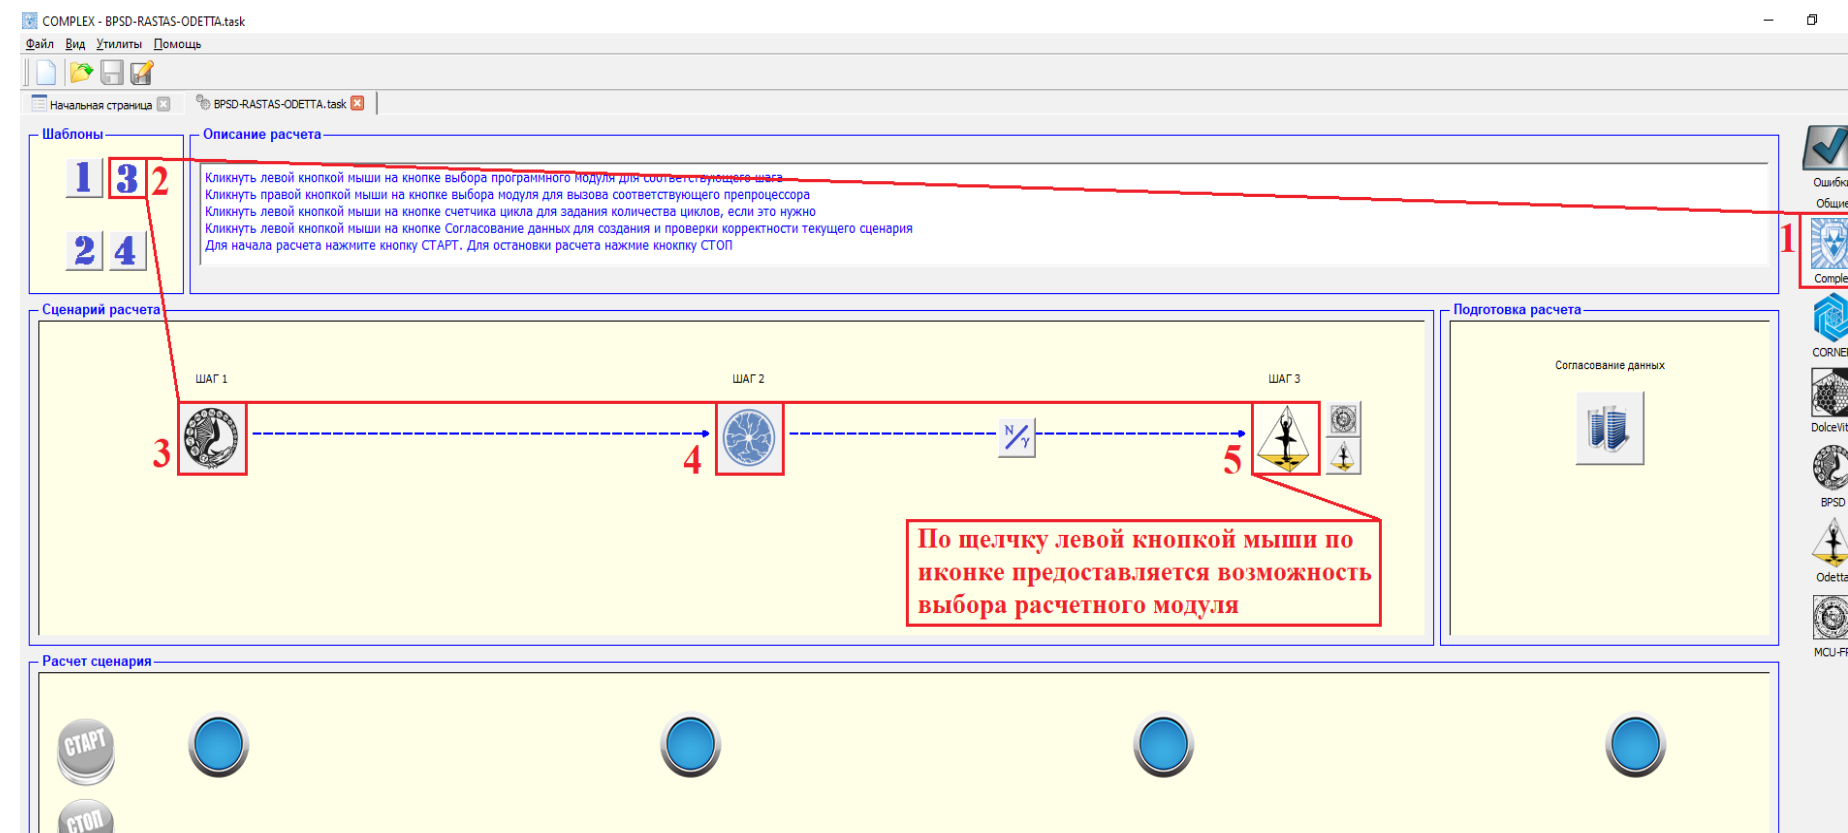 COMPLEX - BPSD-RASTAS-ODETTA.task
Файл Вид Утилиты Помощь
Начальная страница BPSD-RASTAS-ODETTA.task
Шаблоны
Описание расчета
1 3 2
2 4
Кликнуть левой кнопкой мыши на кнопке выбора программного модуля для соответствующего шага
Кликнуть правой кнопкой мыши на кнопке выбора модуля для вызова соответствующего препроцессора
Кликнуть левой кнопкой мыши на кнопке счетчика цикла для задания количества циклов, если это нужно
Кликнуть левой кнопкой мыши на кнопке Согласование данных для создания и проверки корректности текущего сценария
Для начала расчета нажмите кнопку СТАРТ. Для остановки расчета нажмие кнокпку СТОП
Ошибки
Общие
1
Comple
CORNE
DolceVit
BPSD
Odetta
MCU-FR
Сценарий расчета
ШАГ 1 ШАГ 2 ШАГ 3
3 4 N/γ 5
По щелчку левой кнопкой мыши по
иконке предоставляется возможность
выбора расчетного модуля
Подготовка расчета
Согласование данных
Расчет сценария
СТАРТ
СТОП